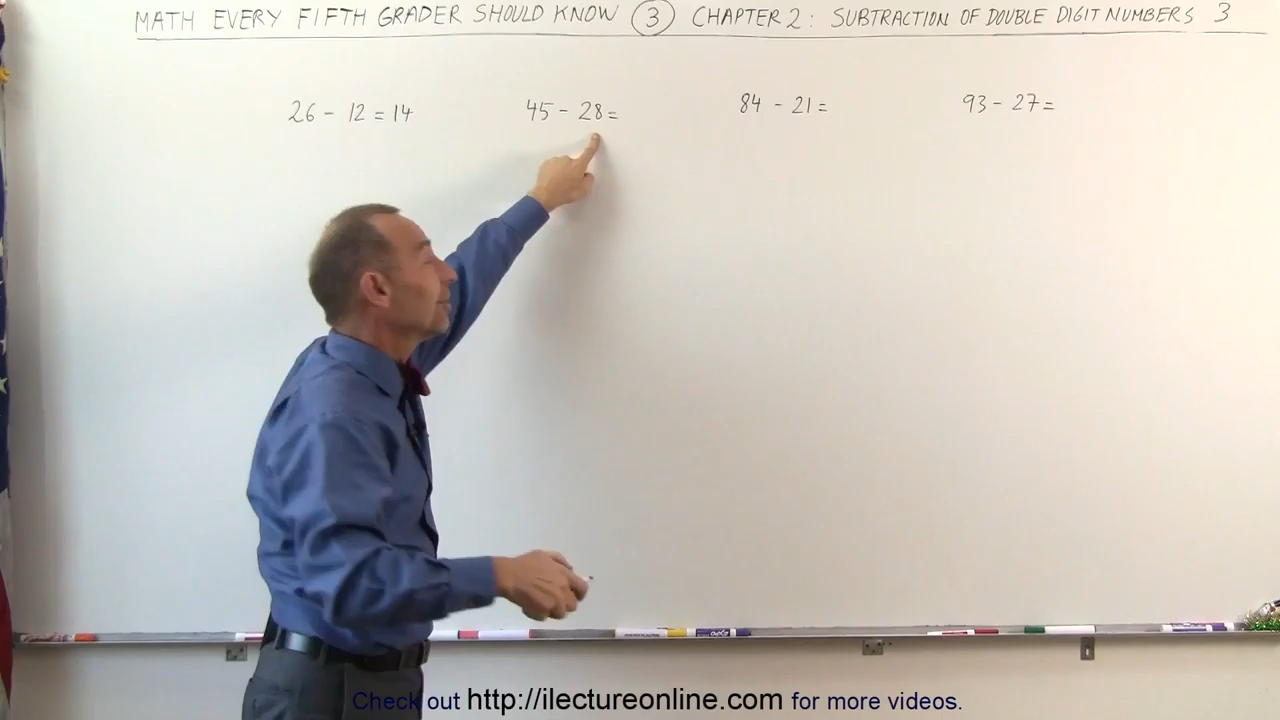 MATH EVERY FIFTH GRADER SHOULD KNOW 3 CHAPTER 2: SUBTRACTION OF DOUBLE DIGIT NUMBERS 3
26 - 12 = 14 45 - 28 = 84 - 21 = 93 - 27 =
Check out http://ilectureonline.com for more videos.